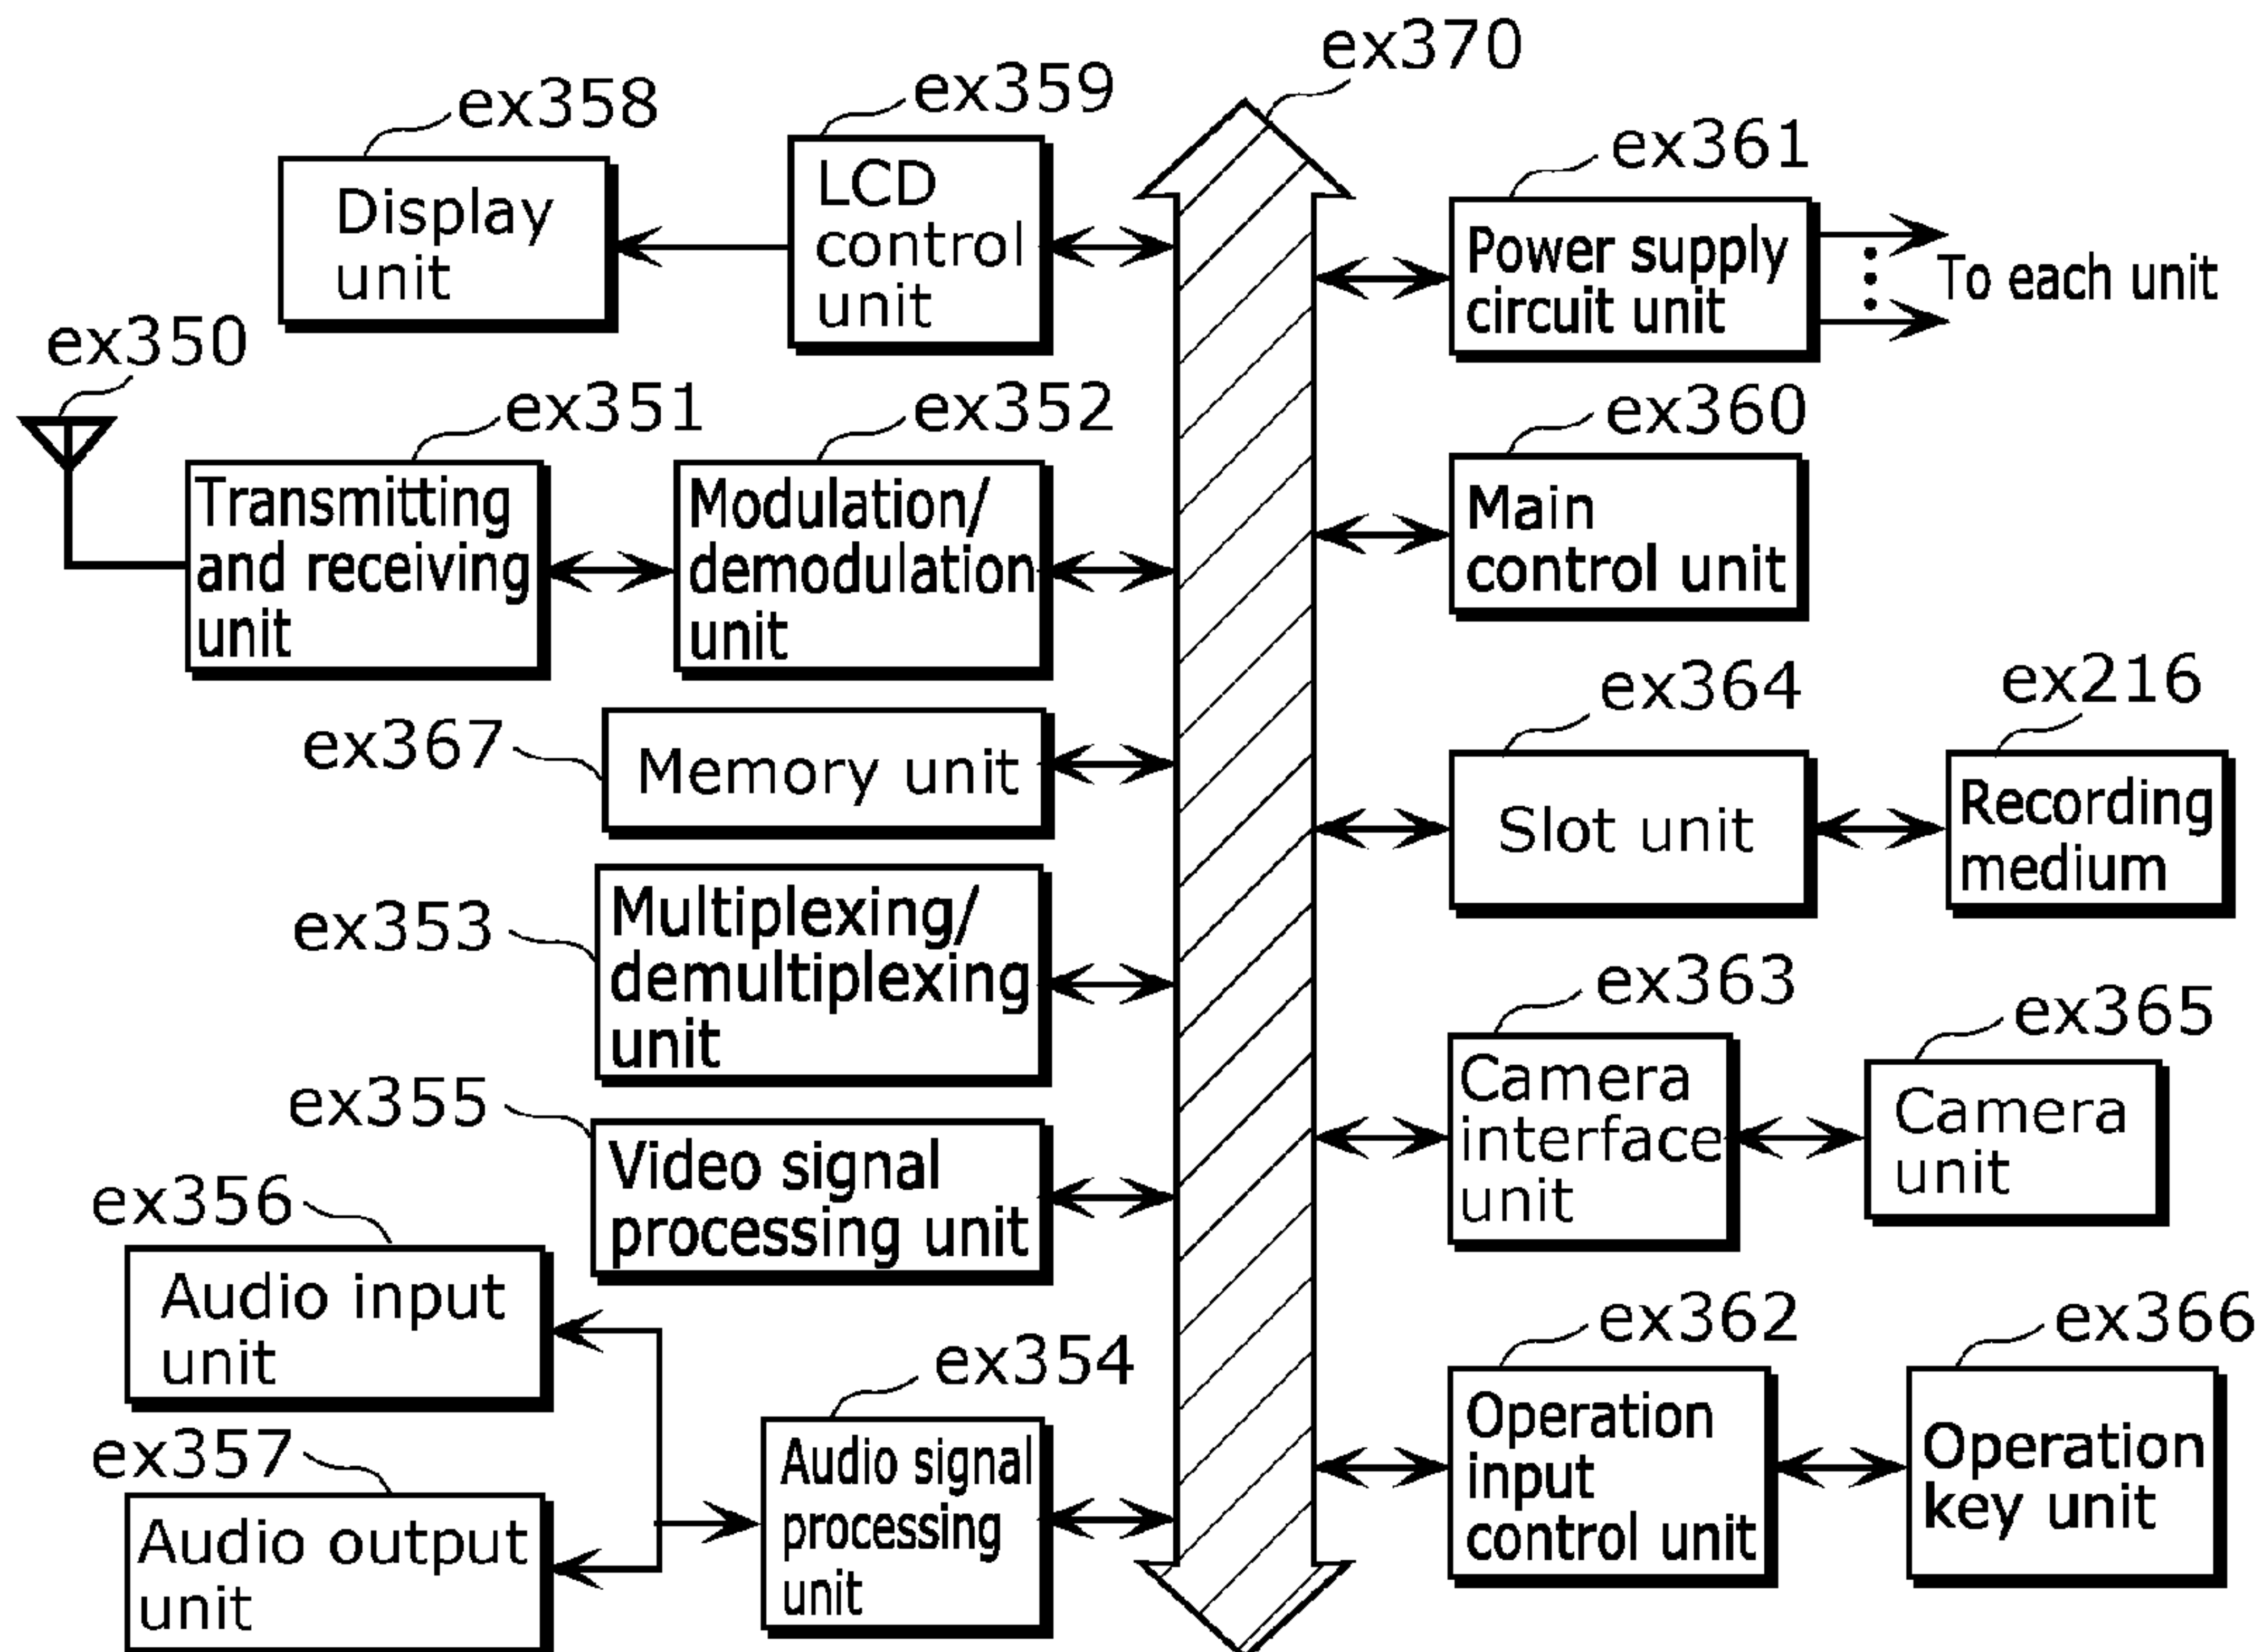 ex370
ex358
ex359
ex361
Display
unit
LCD
control
unit
Power supply
circuit unit
To each unit
ex350
ex351
ex352
ex360
Transmitting
and receiving
unit
Modulation/
demodulation
unit
Main
control unit
ex367
Memory unit
ex364
ex216
Slot unit
Recording
medium
ex353
Multiplexing/
demultiplexing
unit
ex363
ex365
Camera
interface
unit
Camera
unit
ex355
Video signal
processing unit
ex356
Audio input
unit
ex354
ex362
ex366
ex357
Audio output
unit
Audio signal
processing
unit
Operation
input
control unit
Operation
key unit